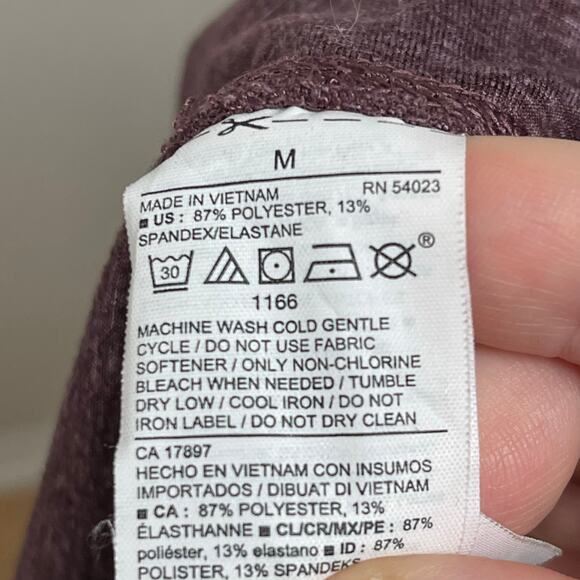 M
MADE IN VIETNAM RN 54023
■ US : 87% POLYESTER, 13%
SPANDEX/ELASTANE
30 ®
1166
MACHINE WASH COLD GENTLE
CYCLE / DO NOT USE FABRIC
SOFTENER / ONLY NON-CHLORINE
BLEACH WHEN NEEDED / TUMBLE
DRY LOW / COOL IRON / DO NOT
IRON LABEL / DO NOT DRY CLEAN
CA 17897
HECHO EN VIETNAM CON INSUMOS
IMPORTADOS / DIBUAT DI VIETNAM
■ CA : 87% POLYESTER, 13%
ÉLASTHANNE ■ CL/CR/MX/PE : 87%
poliéster, 13% elastano ■ ID : 87%
POLISTER, 13% SPANDEKS